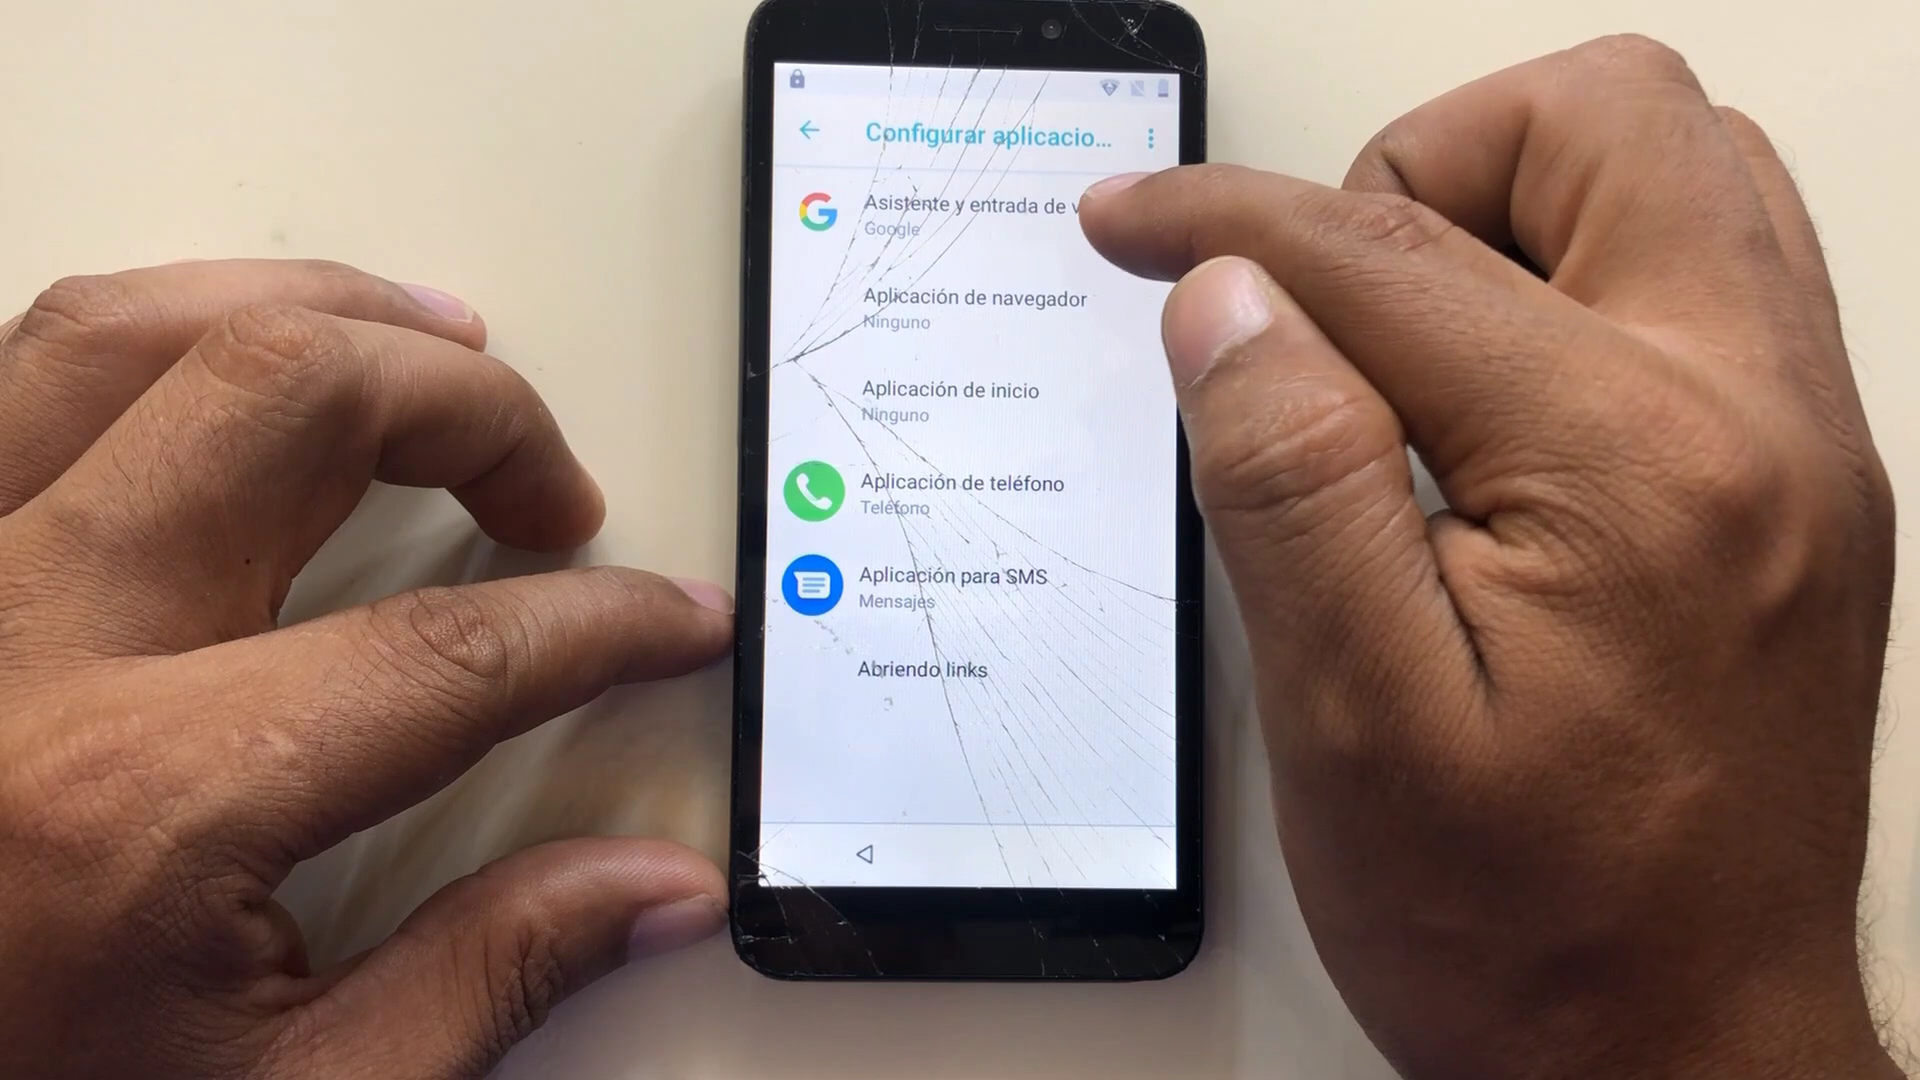 Configurar aplicacio...
Asistente y entrada de v
Google
Aplicación de navegador
Ninguno
Aplicación de inicio
Ninguno
Aplicación de teléfono
Teléfono
Aplicación para SMS
Mensajes
Abriendo links